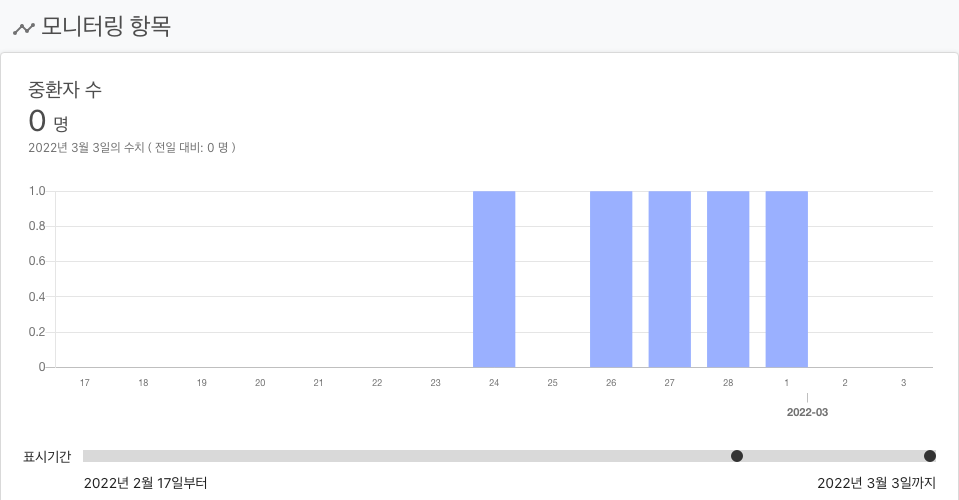 모니터링 항목
중환자 수
0 명
2022년 3월 3일의 수치 ( 전일 대비: 0 명 )
1.0
0.8
0.6
0.4
0.2
0
17 18 19 20 21 22 23 24 25 26 27 28 1 2 3
2022-03
표시기간
2022년 2월 17일부터 2022년 3월 3일까지